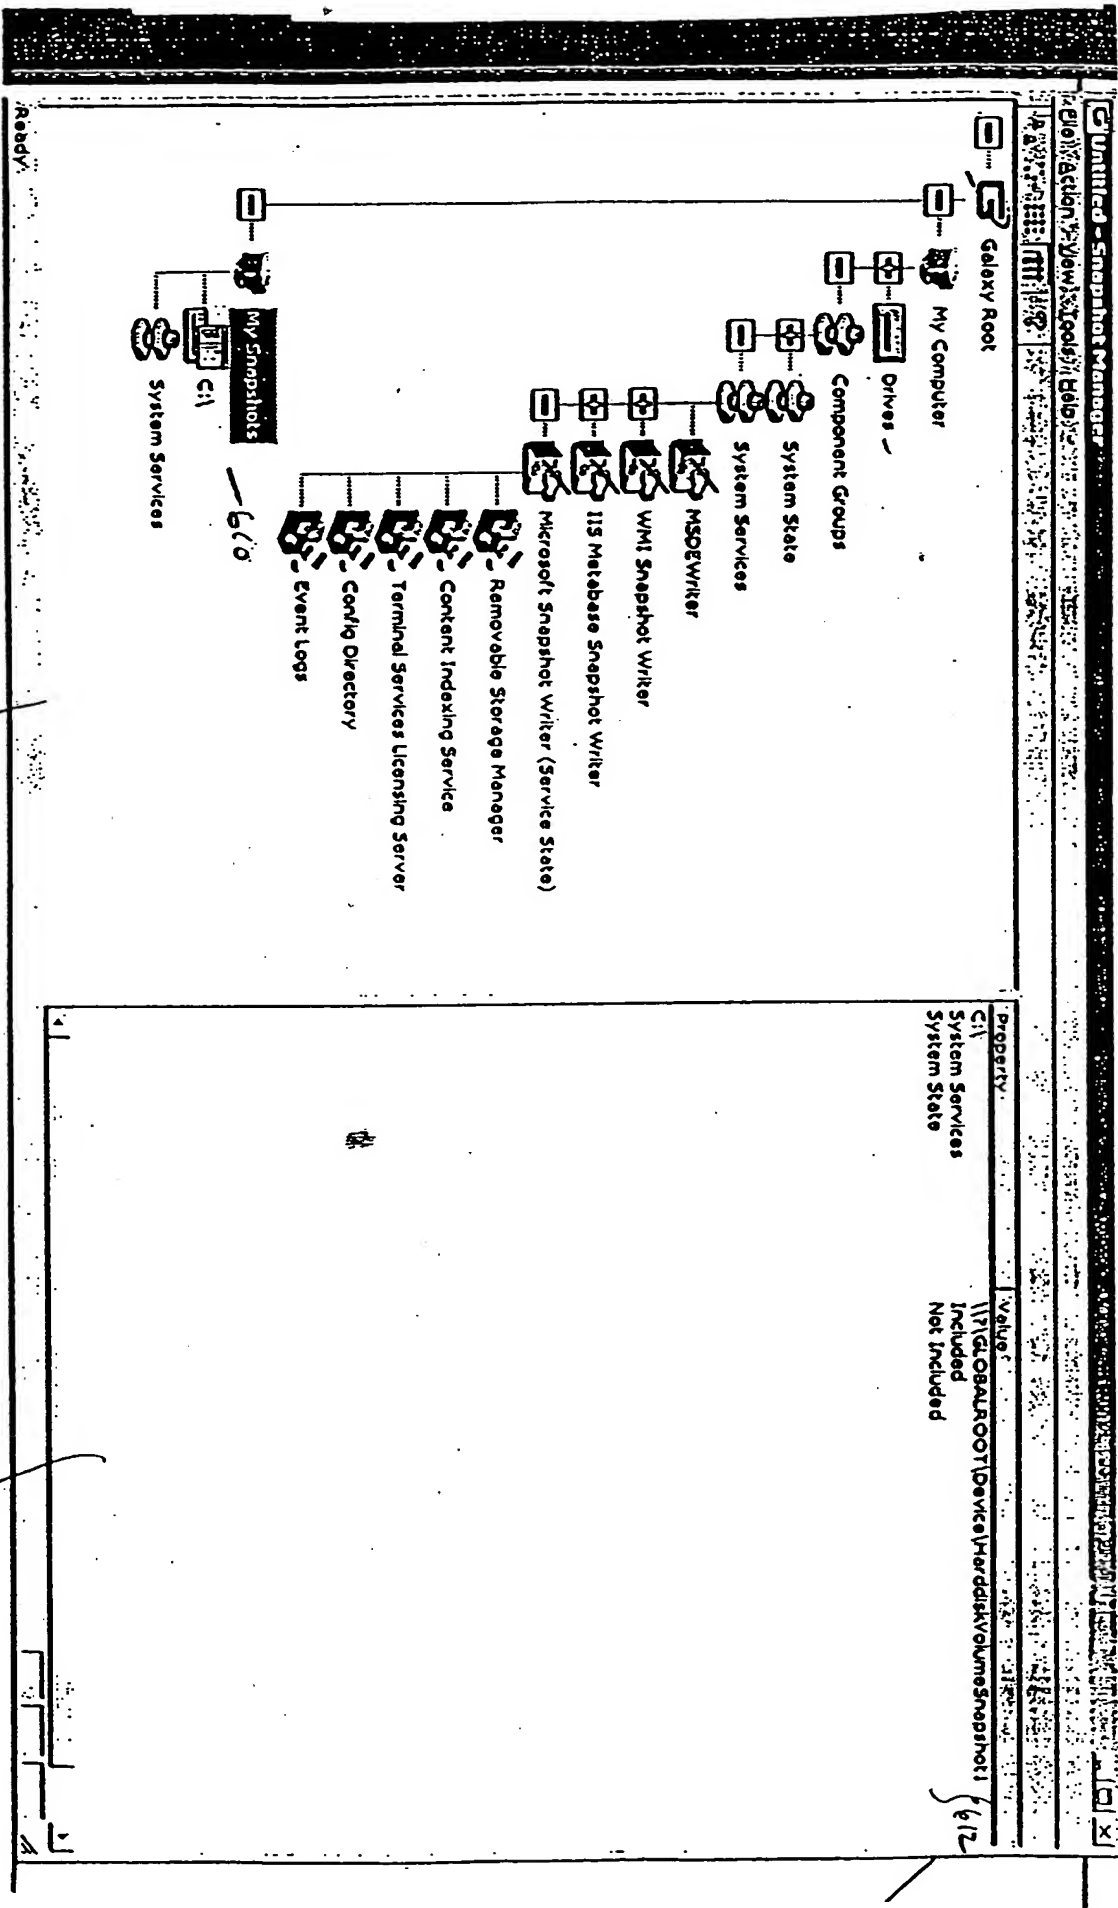 Untitled - Snapshot Manager
File Action View Tools Help
Galaxy Root
My Computer
Drives
Component Groups
System State
System Services
MSDEWriter
WMI Snapshot Writer
IIS Metabase Snapshot Writer
Microsoft Snapshot Writer (Service State)
Removable Storage Manager
Content Indexing Service
Terminal Services Licensing Server
Config Directory
Event Logs
My Snapshots
610
C:\
System Services
Property Value
C:\ \\?\GLOBALROOT\Device\HarddiskVolumeSnapshot1
System Services Included
System State Not Included
612
Ready